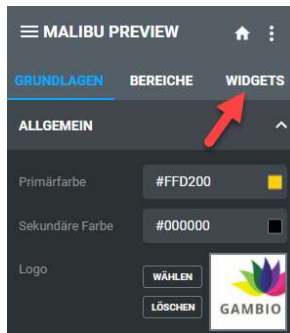 MALIBU PREVIEW
GRUNDLAGEN BEREICHE WIDGETS
ALLGEMEIN
Primärfarbe #FFD200
Sekundäre Farbe #000000
Logo WÄHLEN
LÖSCHEN GAMBIO